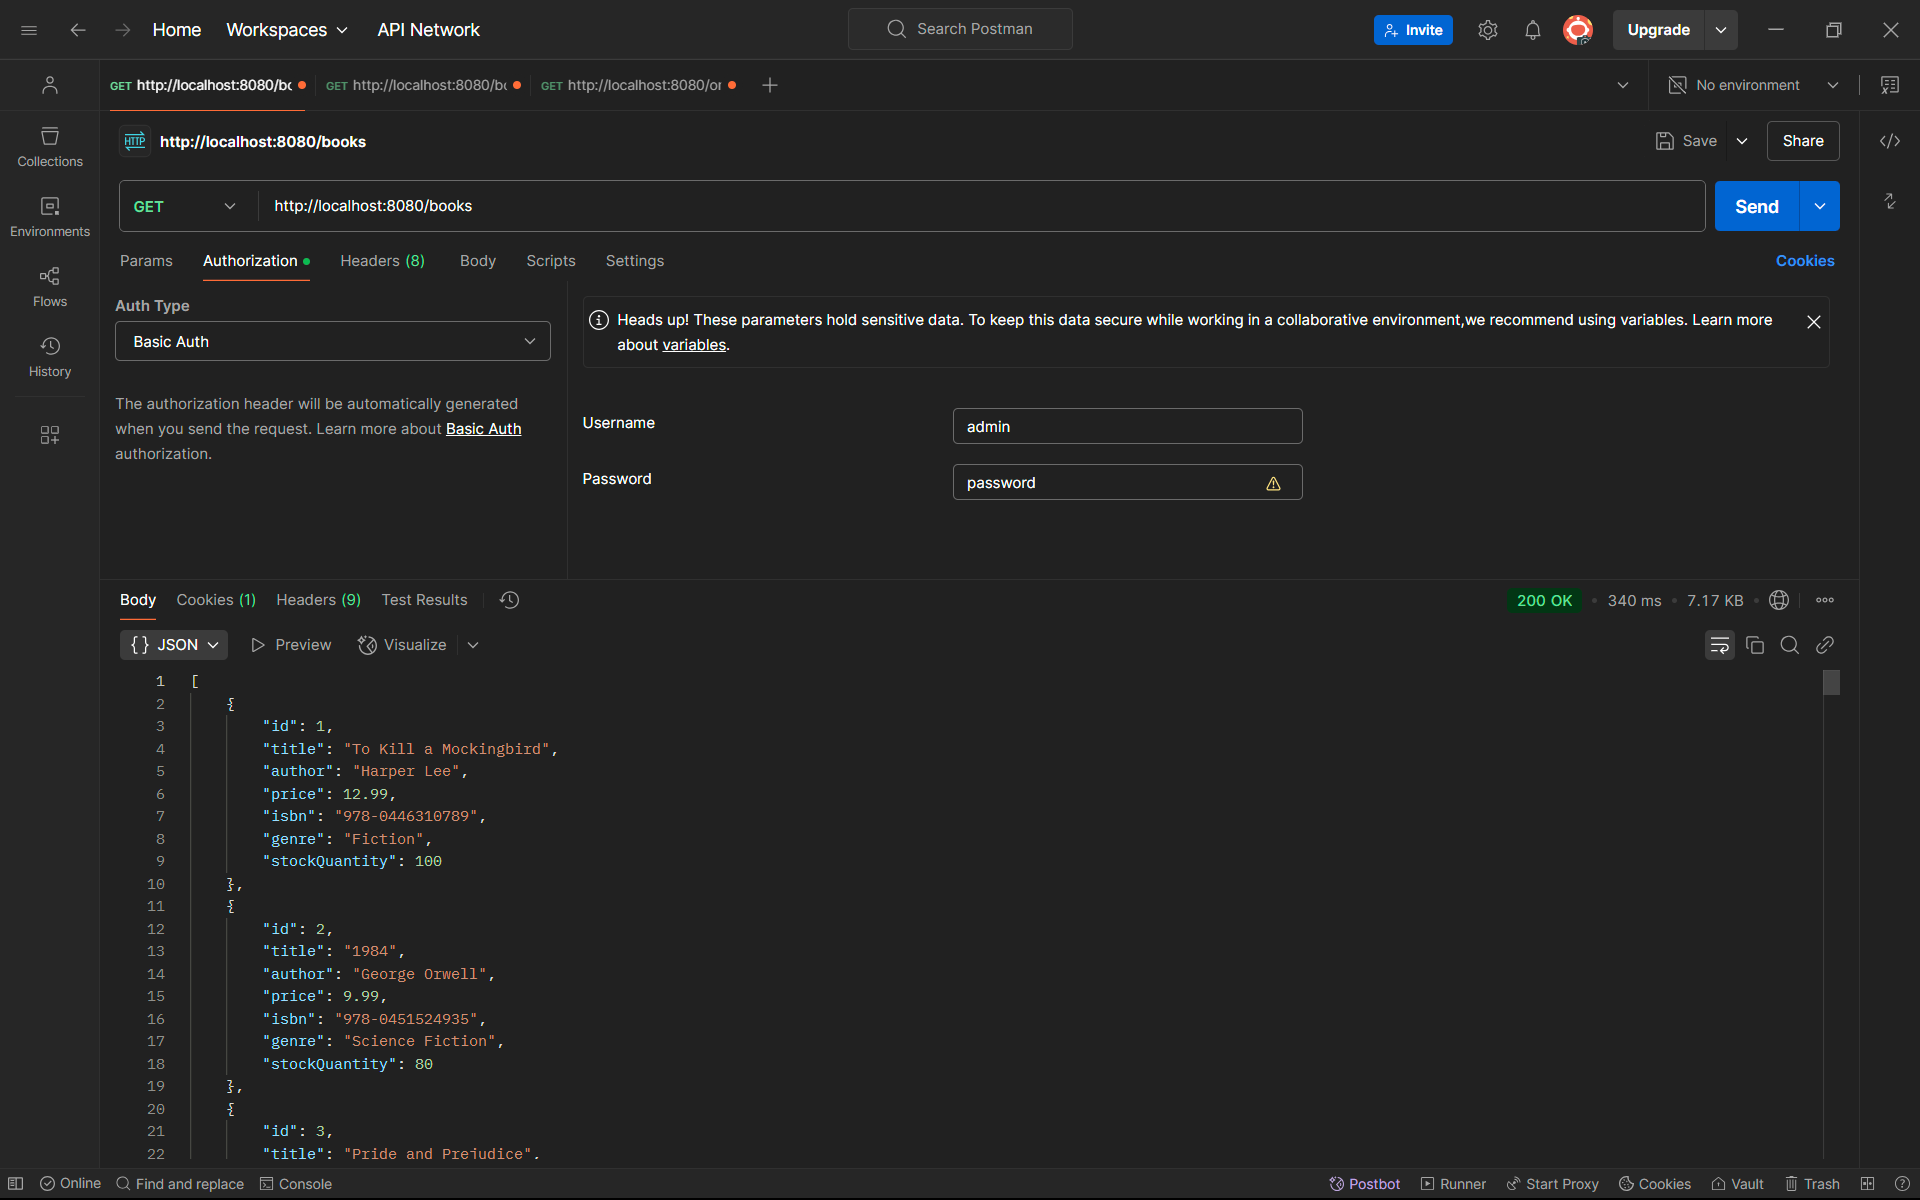 Home Workspaces API Network
Search Postman
Invite Upgrade
GET http://localhost:8080/bo GET http://localhost:8080/b GET http://localhost:8080/or
No environment
HTTP http://localhost:8080/books
Save Share
GET http://localhost:8080/books
Send
Params Authorization Headers (8) Body Scripts Settings
Cookies
Collections
Environments
Flows
History
Auth Type
Basic Auth
The authorization header will be automatically generated
when you send the request. Learn more about Basic Auth
authorization.
Heads up! These parameters hold sensitive data. To keep this data secure while working in a collaborative environment,we recommend using variables. Learn more
about variables.
Username admin
Password password
Body Cookies (1) Headers (9) Test Results
200 OK • 340 ms • 7.17 KB •
{} JSON Preview Visualize
1 [
2 {
3 "id": 1,
4 "title": "To Kill a Mockingbird",
5 "author": "Harper Lee",
6 "price": 12.99,
7 "isbn": "978-0446310789",
8 "genre": "Fiction",
9 "stockQuantity": 100
10 },
11 {
12 "id": 2,
13 "title": "1984",
14 "author": "George Orwell",
15 "price": 9.99,
16 "isbn": "978-0451524935",
17 "genre": "Science Fiction",
18 "stockQuantity": 80
19 },
20 {
21 "id": 3,
22 "title": "Pride and Prejudice",
Online Find and replace Console
Postbot Runner Start Proxy Cookies Vault Trash